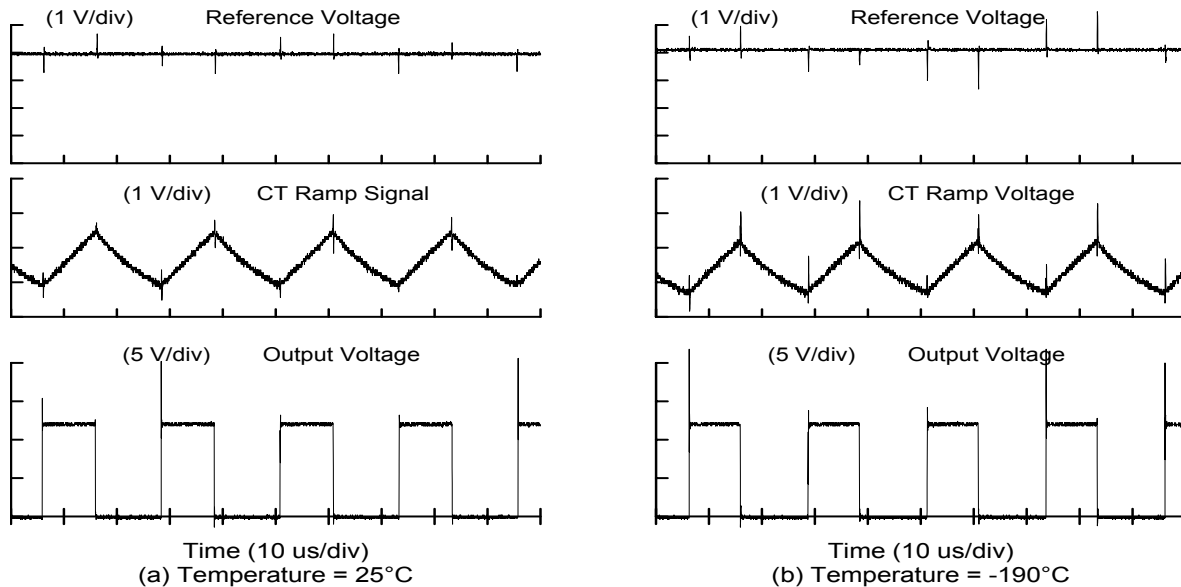 (1 V/div) Reference Voltage
(1 V/div) CT Ramp Signal
(5 V/div) Output Voltage
Time (10 us/div)
(a) Temperature = 25°C
(1 V/div) Reference Voltage
(1 V/div) CT Ramp Voltage
(5 V/div) Output Voltage
Time (10 us/div)
(b) Temperature = -190°C